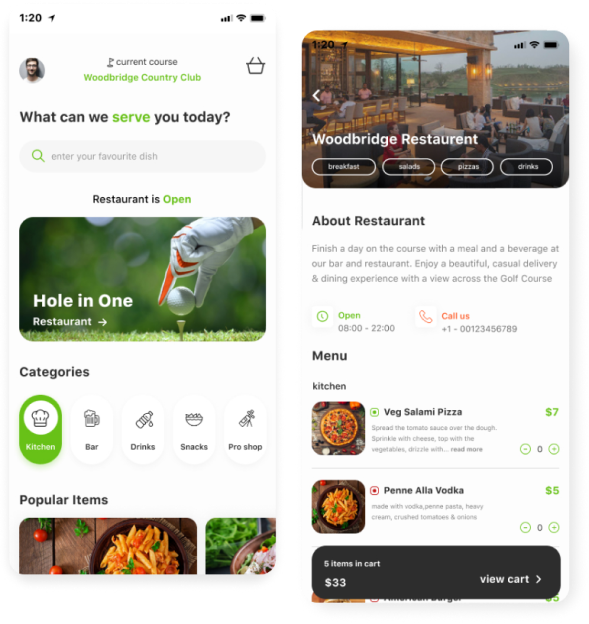 1:20
current course
Woodbridge Country Club
What can we serve you today?
enter your favourite dish
Restaurant is Open
Hole in One
Restaurant →
Categories
Kitchen
Bar
Drinks
Snacks
Pro shop
Popular Items
1:20
Woodbridge Restaurent
breakfast
salads
pizzas
drinks
About Restaurant
Finish a day on the course with a meal and a beverage at
our bar and restaurant. Enjoy a beautiful, casual delivery
& dining experience with a view across the Golf Course
Open
08:00 - 22:00
Call us
+1 - 00123456789
Menu
kitchen
Veg Salami Pizza
$7
Spread the tomato sauce over the dough.
Sprinkle with cheese, top with the
vegetables, drizzle with... read more
0
Penne Alla Vodka
$5
made with vodka,penne pasta, heavy
cream, crushed tomatoes & onions
0
5 items in cart
$33
view cart >
American Burger
$5